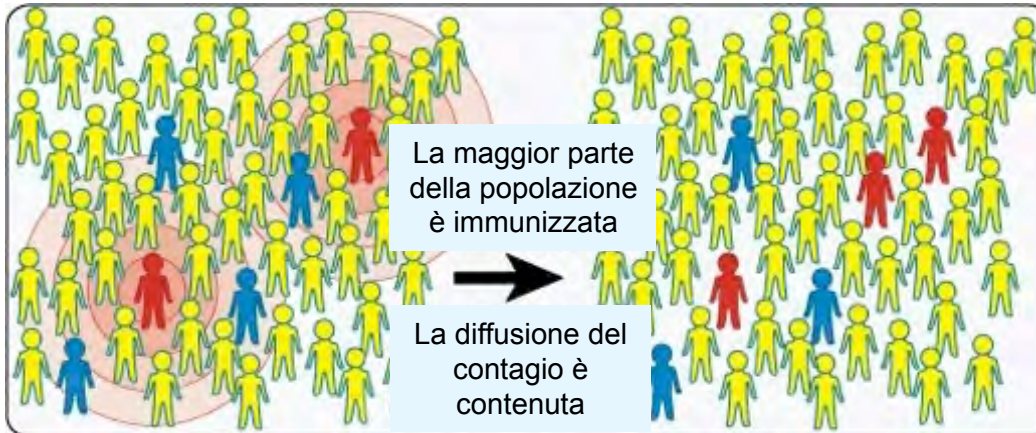 La maggior parte
della popolazione
è immunizzata
La diffusione del
contagio è
contenuta